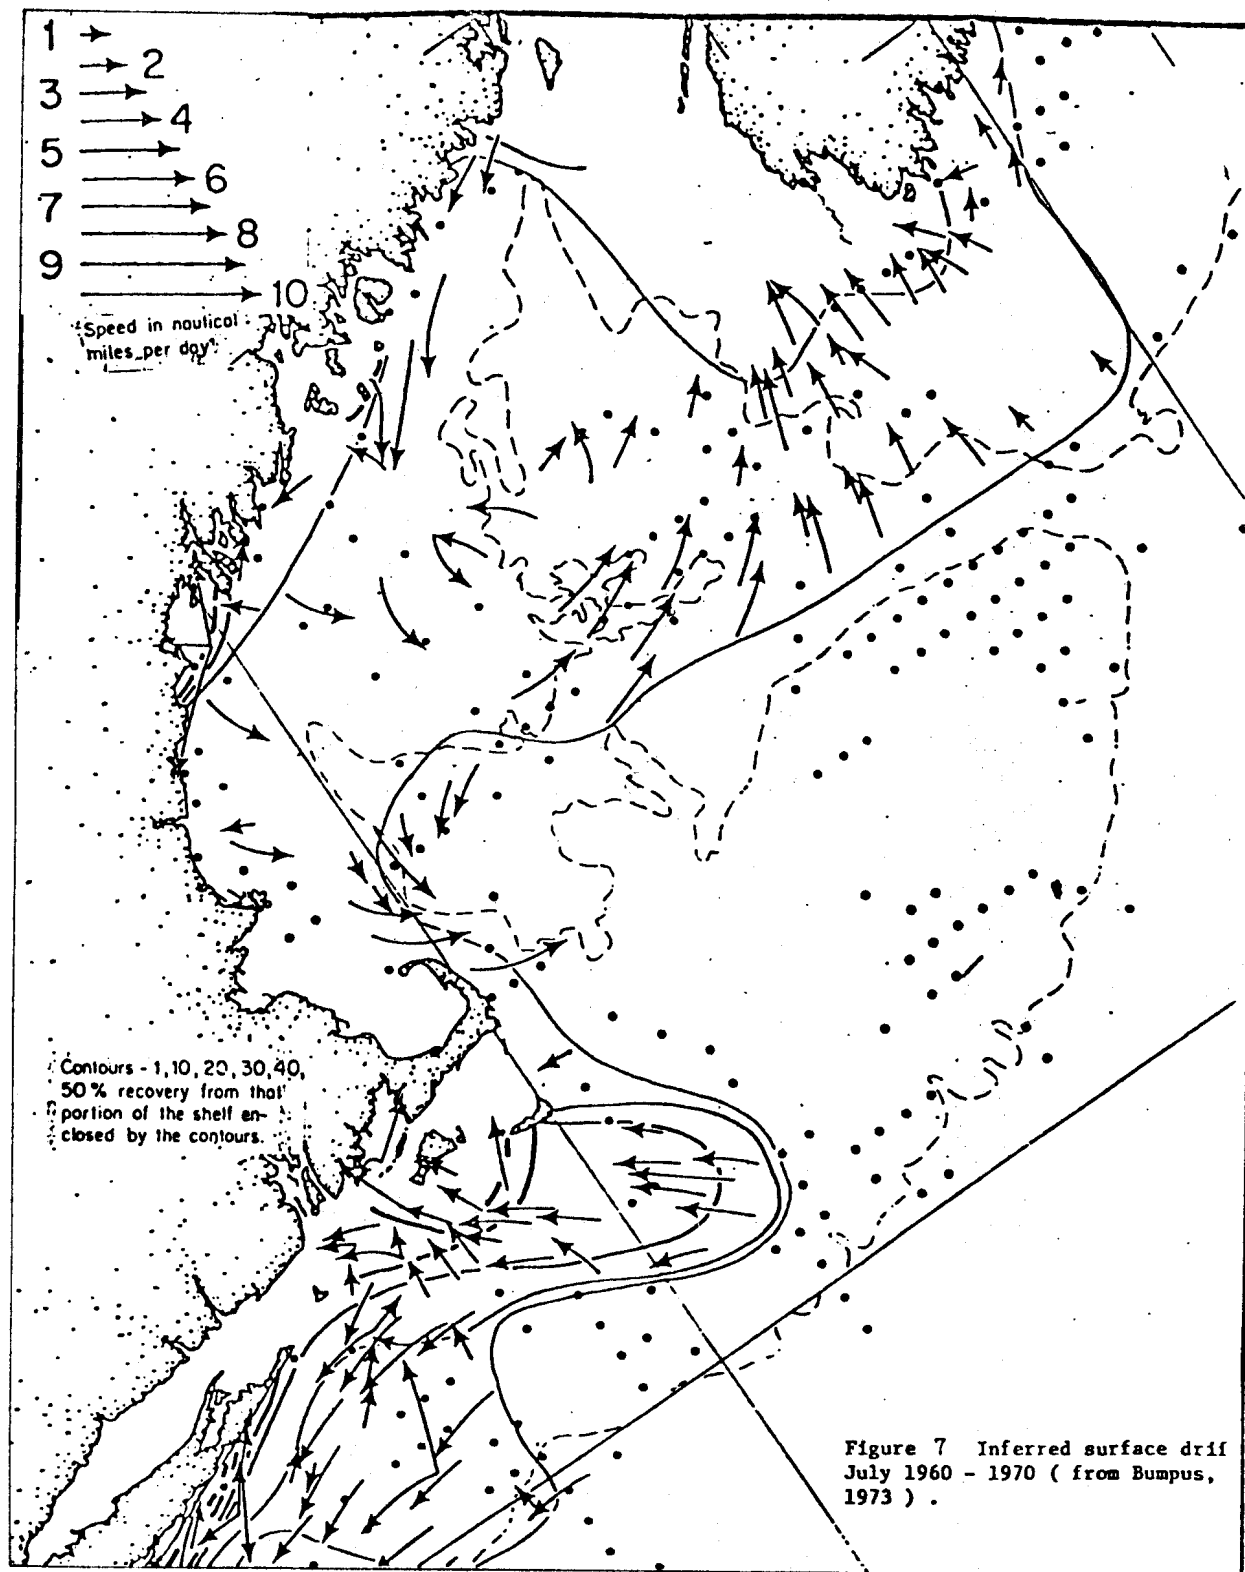 1
2
3
4
5
6
7
8
9
10
Speed in nautical
miles per day
Contours - 1,10,20,30,40,
50% recovery from that
portion of the shelf en-
closed by the contours.
Figure 7 Inferred surface drif
July 1960 - 1970 ( from Bumpus,
1973 ) .